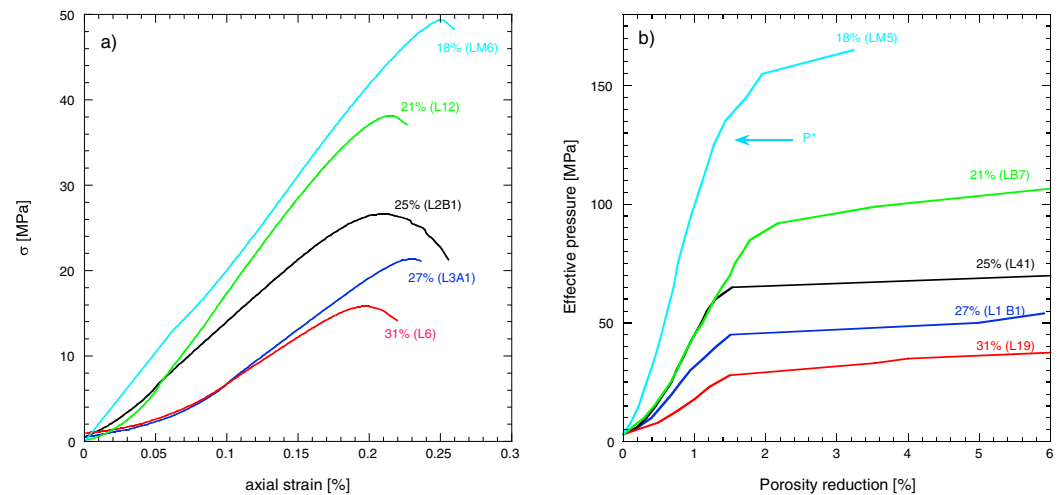 a)
18% (LM6)
21% (L12)
25% (L2B1)
27% (L3A1)
31% (L6)
50
40
30
20
10
0
σ [MPa]
0
0.05
0.1
0.15
0.2
0.25
0.3
axial strain [%]
b)
18% (LM5)
P*
21% (LB7)
25% (L41)
27% (L1 B1)
31% (L19)
150
100
50
0
Effective pressure [MPa]
0
1
2
3
4
5
6
Porosity reduction [%]